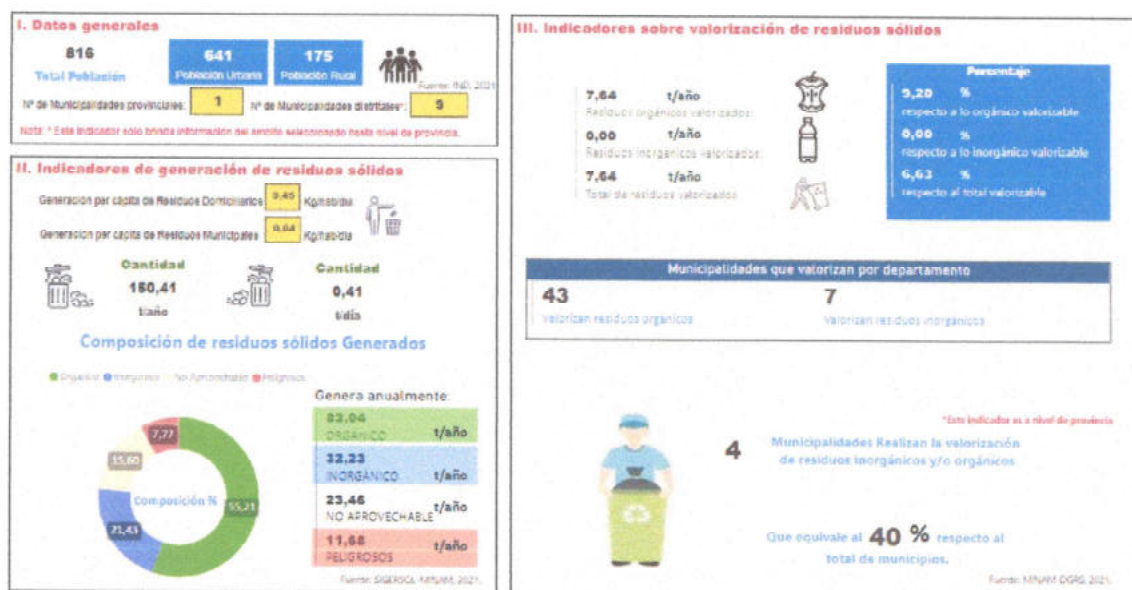 I. Datos generales
816
Total Población
641
Población Urbana
175
Población Rural
Fuente: INEI, 2021
Nº de Municipalidades provinciales: 1
Nº de Municipalidades distritales*: 9
Nota: * Este indicador sólo brinda información del ámbito seleccionado hasta nivel de provincia.
II. Indicadores de generación de residuos sólidos
Generación per cápita de Residuos Domiciliarios 0,45 Kg/hab/día
Generación per cápita de Residuos Municipales 0,64 Kg/hab/día
Cantidad
150,41
t/año
Cantidad
0,41
t/día
Composición de residuos sólidos Generados
Orgánico Inorgánico No Aprovechable Peligrosos
7,77
15,60
21,43
55,21
Composición %
Genera anualmente:
83,04 t/año
ORGÁNICO
32,23 t/año
INORGÁNICO
23,46 t/año
NO APROVECHABLE
11,68 t/año
PELIGROSOS
Fuente: SIGERSOL-MINAM, 2021.
III. Indicadores sobre valorización de residuos sólidos
7,64 t/año
Residuos orgánicos valorizados:
0,00 t/año
Residuos inorgánicos valorizados:
7,64 t/año
Total de residuos valorizados
Porcentaje
9,20 %
respecto a lo orgánico valorizable
0,00 %
respecto a lo inorgánico valorizable
6,63 %
respecto al total valorizable
Municipalidades que valorizan por departamento
43
Valorizan residuos orgánicos
7
Valorizan residuos inorgánicos
*Este indicador es a nivel de provincia
4 Municipalidades Realizan la valorización
de residuos inorgánicos y/o orgánicos
Que equivale al 40 % respecto al
total de municipios.
Fuente: MINAM-DGRS, 2021.